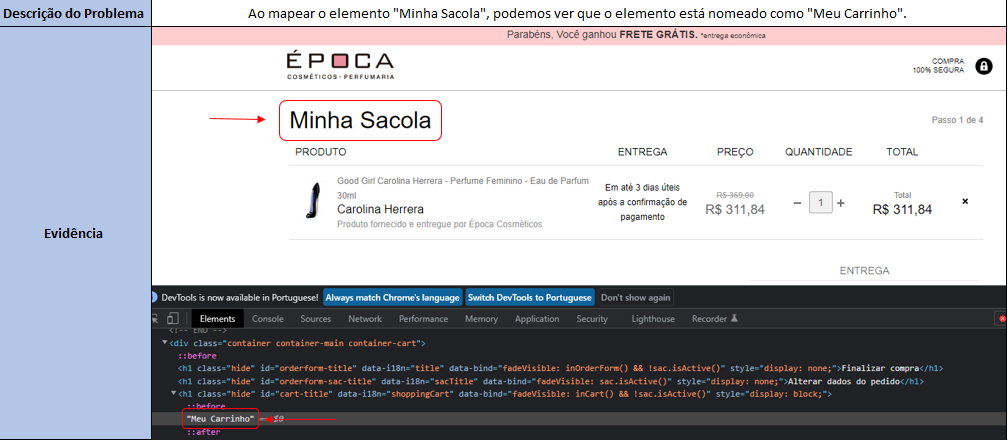 Descrição do Problema
Ao mapear o elemento "Minha Sacola", podemos ver que o elemento está nomeado como "Meu Carrinho".
Evidência
Parabéns, Você ganhou FRETE GRÁTIS. *entrega econômica
ÉPOCA
COSMÉTICOS·PERFUMARIA
COMPRA
100% SEGURA
Minha Sacola
Passo 1 de 4
PRODUTO ENTREGA PREÇO QUANTIDADE TOTAL
Good Girl Carolina Herrera - Perfume Feminino - Eau de Parfum
30ml
Carolina Herrera
Produto fornecido e entregue por Época Cosméticos
Em até 3 dias úteis
após a confirmação de
pagamento
R$ 369,00
R$ 311,84
− 1 +
Total
R$ 311,84
×
ENTREGA
DevTools is now available in Portuguese! Always match Chrome's language Switch DevTools to Portuguese Don't show again
Elements Console Sources Network Performance Memory Application Security Lighthouse Recorder
<!-- END -->
<div class="container container-main container-cart">
::before
<h1 class="hide" id="orderform-title" data-i18n="title" data-bind="fadeVisible: inOrderForm() && !sac.isActive()" style="display: none;">Finalizar compra</h1>
<h1 class="hide" id="orderform-sac-title" data-i18n="sacTitle" data-bind="fadeVisible: sac.isActive()" style="display: none;">Alterar dados do pedido</h1>
<h1 class="hide" id="cart-title" data-i18n="shoppingCart" data-bind="fadeVisible: inCart() && !sac.isActive()" style="display: block;">
::before
"Meu Carrinho" == $0
::after